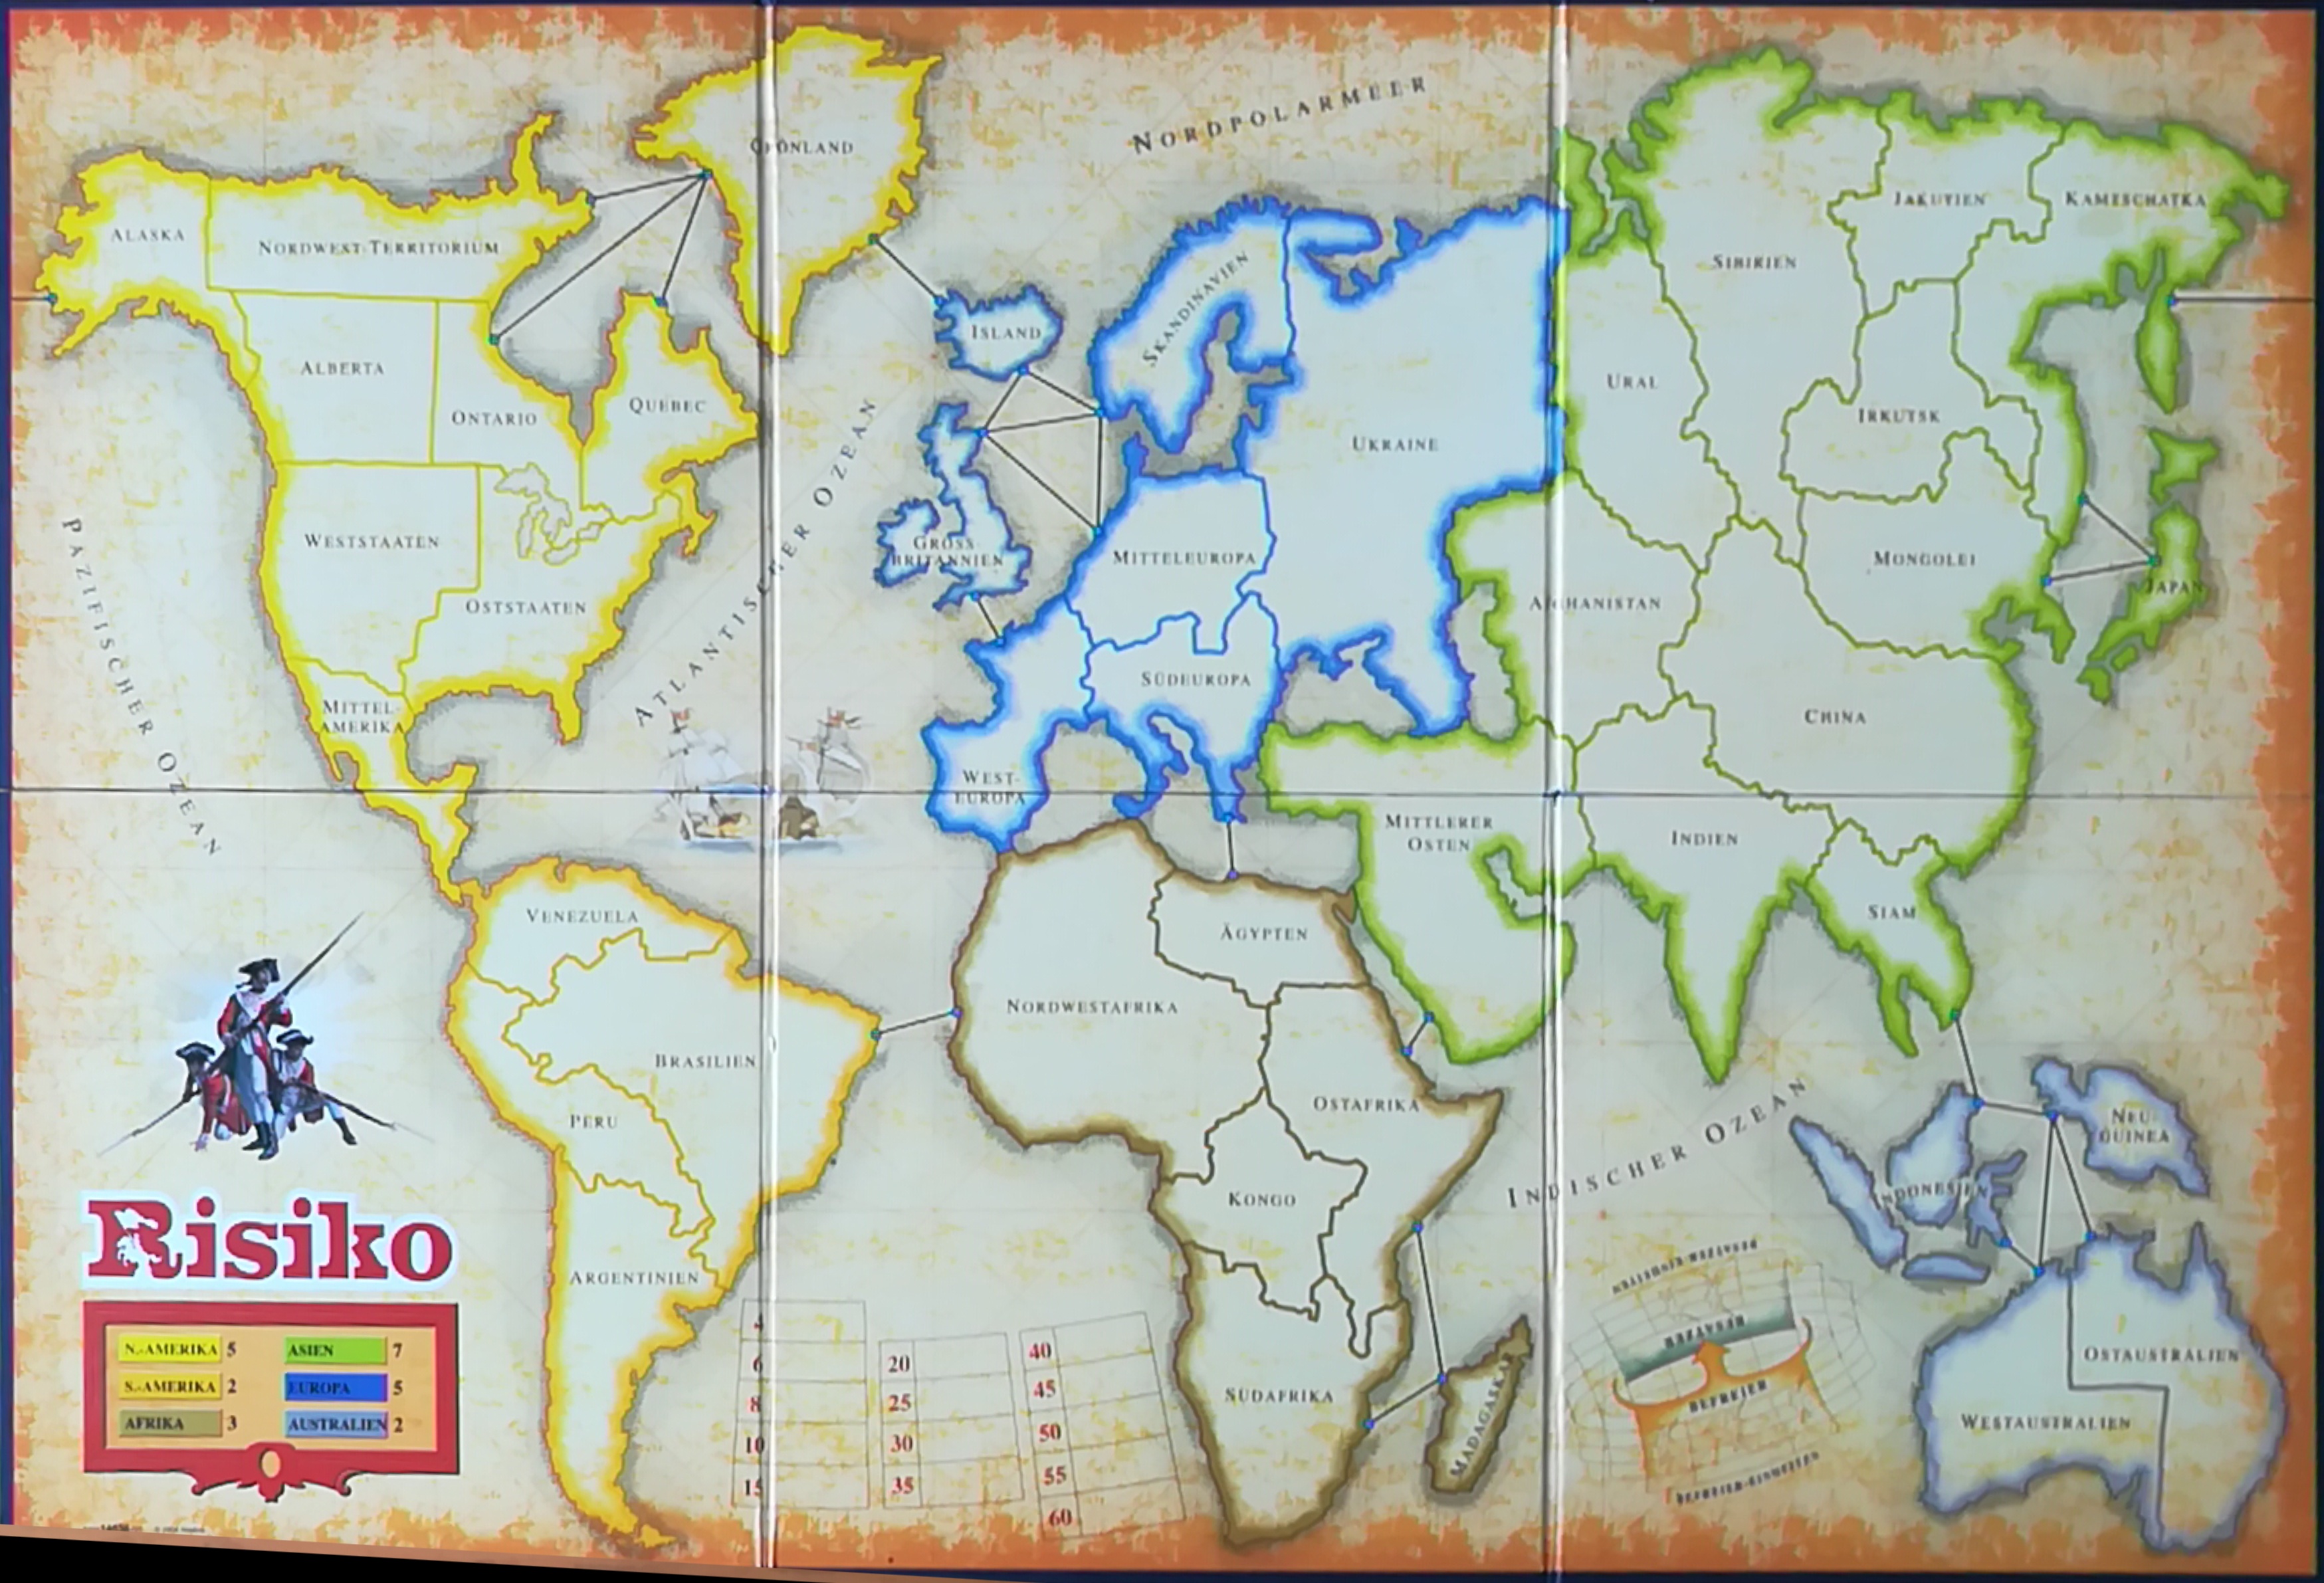 NORDPOLARMEER
GRÖNLAND
ALASKA
NORDWEST-TERRITORIUM
JAKUTIEN
KAMTSCHATKA
SIBIRIEN
SKANDINAVIEN
ISLAND
ALBERTA
ONTARIO
QUEBEC
URAL
IRKUTSK
UKRAINE
ATLANTISCHER OZEAN
PAZIFISCHER OZEAN
WESTSTAATEN
OSTSTAATEN
GROSS-
BRITANNIEN
MITTELEUROPA
MONGOLEI
JAPAN
AFGHANISTAN
SÜDEUROPA
MITTEL-
AMERIKA
CHINA
WEST-
EUROPA
MITTLERER
OSTEN
INDIEN
VENEZUELA
ÄGYPTEN
SIAM
NORDWESTAFRIKA
BRASILIEN
PERU
OSTAFRIKA
INDISCHER OZEAN
NEU-
GUINEA
KONGO
INDONESIEN
ARGENTINIEN
SÜDAFRIKA
MADAGASKAR
OSTAUSTRALIEN
WESTAUSTRALIEN
Risiko
N.-AMERIKA 5
ASIEN 7
S.-AMERIKA 2
EUROPA 5
AFRIKA 3
AUSTRALIEN 2
4
6
8
10
15
20
25
30
35
40
45
50
55
60